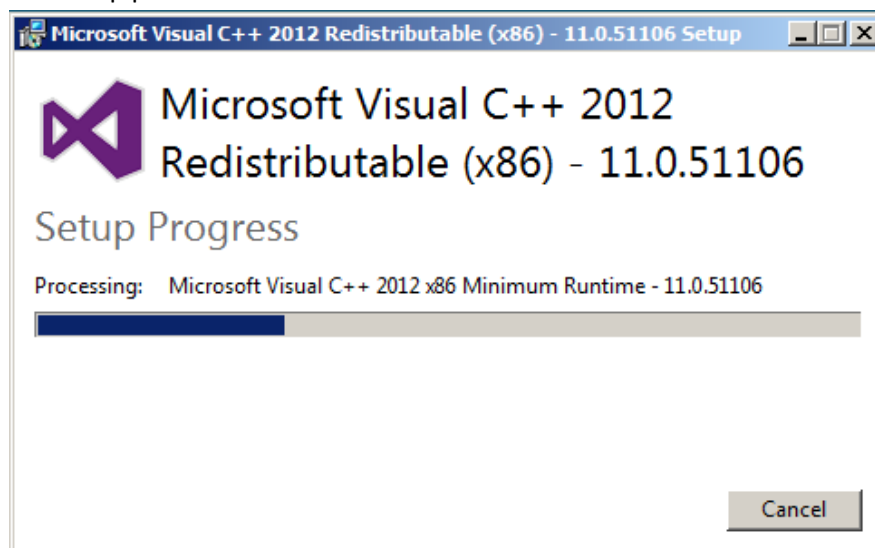 Microsoft Visual C++ 2012 Redistributable (x86) - 11.0.51106 Setup
Microsoft Visual C++ 2012
Redistributable (x86) - 11.0.51106
Setup Progress
Processing: Microsoft Visual C++ 2012 x86 Minimum Runtime - 11.0.51106
Cancel